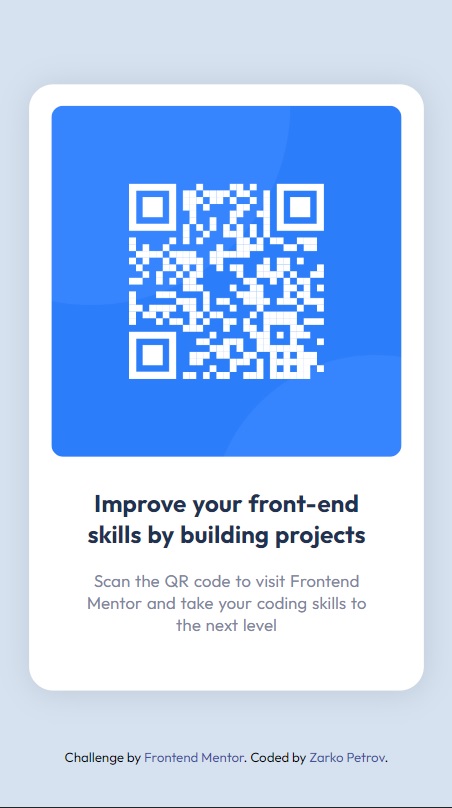 Improve your front-end
skills by building projects
Scan the QR code to visit Frontend
Mentor and take your coding skills to
the next level
Challenge by Frontend Mentor. Coded by Zarko Petrov.